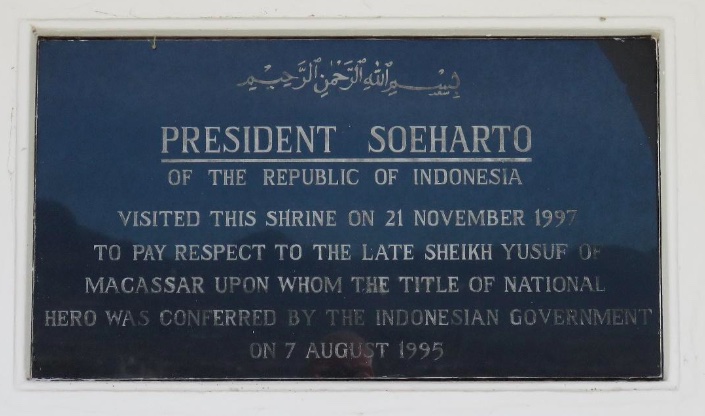 بِسْمِ اللهِ الرَّحْمٰنِ الرَّحِيْمِ
PRESIDENT SOEHARTO
OF THE REPUBLIC OF INDONESIA
VISITED THIS SHRINE ON 21 NOVEMBER 1997
TO PAY RESPECT TO THE LATE SHEIKH YUSUF OF
MACASSAR UPON WHOM THE TITLE OF NATIONAL
HERO WAS CONFERRED BY THE INDONESIAN GOVERNMENT
ON 7 AUGUST 1995